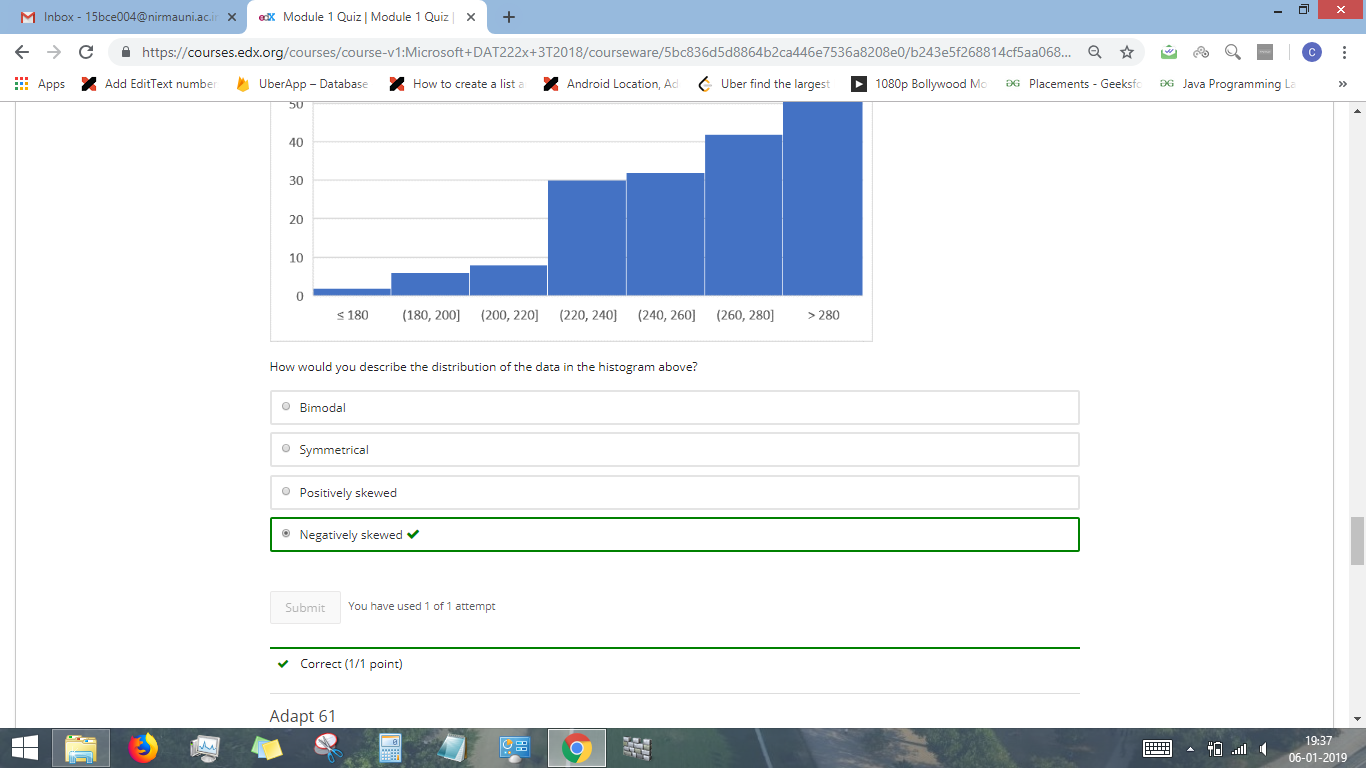 Inbox - 15bce004@nirmauni.ac.i
edX Module 1 Quiz | Module 1 Quiz |
https://courses.edx.org/courses/course-v1:Microsoft+DAT222x+3T2018/courseware/5bc836d5d8864b2ca446e7536a8208e0/b243e5f268814cf5aa068...
C
Apps
Add EditText number
UberApp – Database
How to create a list a
Android Location, Ad
Uber find the largest
1080p Bollywood Mo
Placements - Geeksfo
Java Programming La
»
50
40
30
20
10
0
≤ 180 (180, 200] (200, 220] (220, 240] (240, 260] (260, 280] > 280
How would you describe the distribution of the data in the histogram above?
Bimodal
Symmetrical
Positively skewed
Negatively skewed
Submit You have used 1 of 1 attempt
Correct (1/1 point)
Adapt 61
19:37
06-01-2019